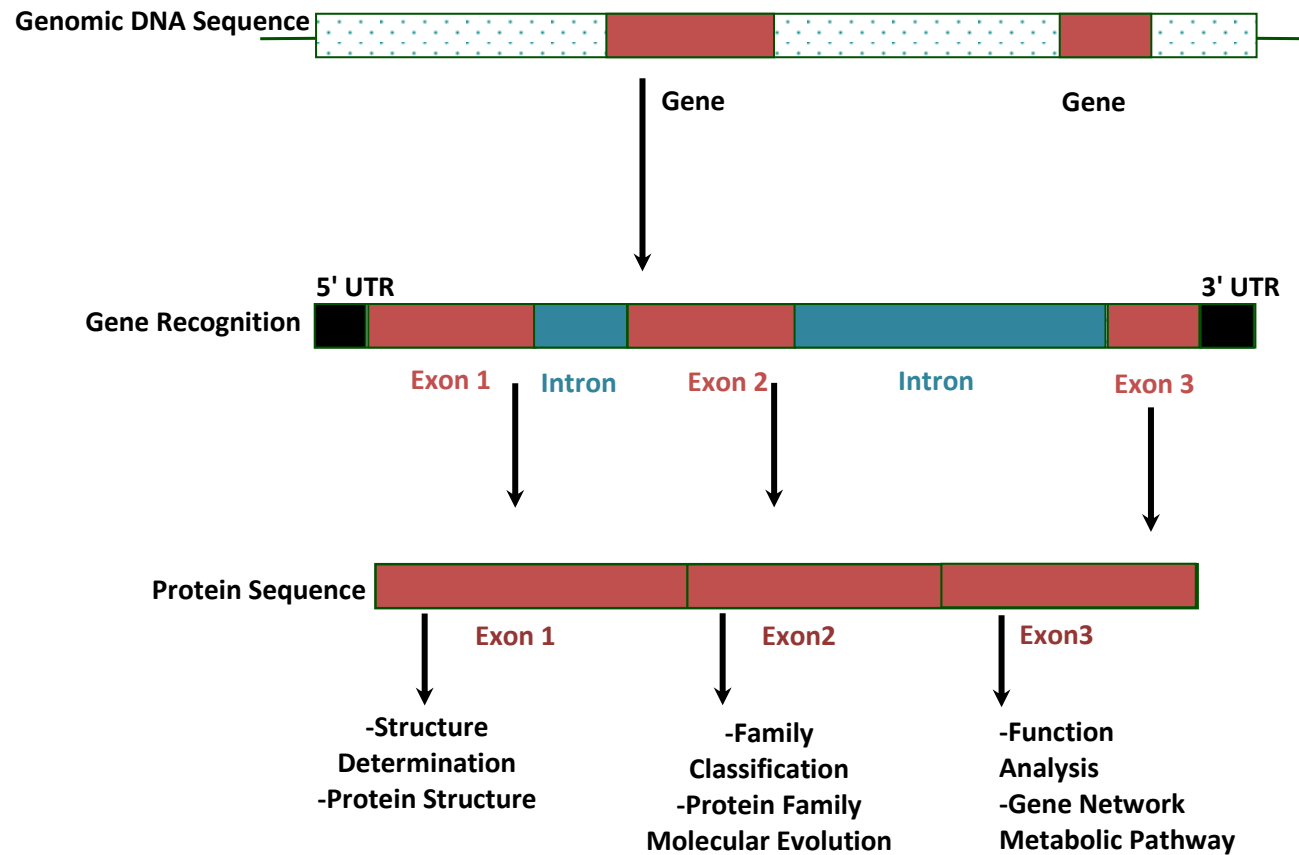 Genomic DNA Sequence
Gene
Gene
5' UTR
3' UTR
Gene Recognition
Exon 1
Intron
Exon 2
Intron
Exon 3
Protein Sequence
Exon 1
Exon2
Exon3
-Structure
Determination
-Protein Structure
-Family
Classification
-Protein Family
Molecular Evolution
-Function
Analysis
-Gene Network
Metabolic Pathway